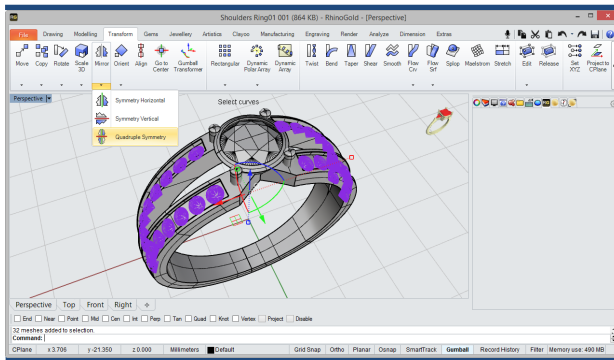 Shoulders Ring01 001 (864 KB) - RhinoGold - [Perspective]
File Drawing Modelling Transform Gems Jewellery Artistics Clayoo Manufacturing Engraving Render Analyze Dimension Extras
Move Copy Rotate Scale 3D Mirror Orient Align Go to Center Gumball Transformer Rectangular Dynamic Polar Array Dynamic Array Twist Bend Taper Shear Smooth Flow Crv Flow Srf Splop Maelstrom Stretch Edit Release Set XYZ Project to CPlane
Perspective
Select curves
Symmetry Horizontal
Symmetry Vertical
Quadruple Symmetry
Perspective Top Front Right
End Near Point Mid Cen Int Perp Tan Quad Knot Vertex Project Disable
32 meshes added to selection.
Command:
CPlane x 3.706 y -21.350 z 0.000 Millimeters Default Grid Snap Ortho Planar Osnap SmartTrack Gumball Record History Filter Memory use: 490 MB